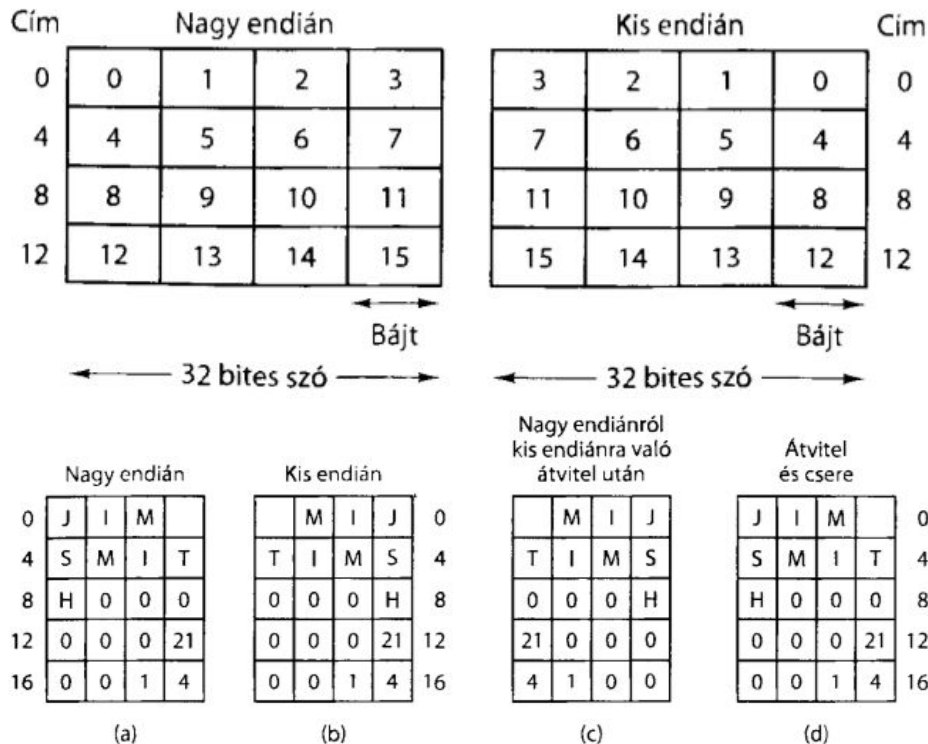 Cím Nagy endián Kis endián Cím
0 0 1 2 3 3 2 1 0 0
4 4 5 6 7 7 6 5 4 4
8 8 9 10 11 11 10 9 8 8
12 12 13 14 15 15 14 13 12 12
Bájt Bájt
32 bites szó 32 bites szó
Nagy endián
Kis endián
Nagy endiánról
kis endiánra való
átvitel után
Átvitel
és csere
0 J I M M I J 0 M I J J I M 0
4 S M I T T I M S 4 T I M S S M I T 4
8 H 0 0 0 0 0 0 H 8 0 0 0 H H 0 0 0 8
12 0 0 0 21 0 0 0 21 12 21 0 0 0 0 0 0 21 12
16 0 0 1 4 0 0 1 4 16 4 1 0 0 0 0 1 4 16
(a) (b) (c) (d)